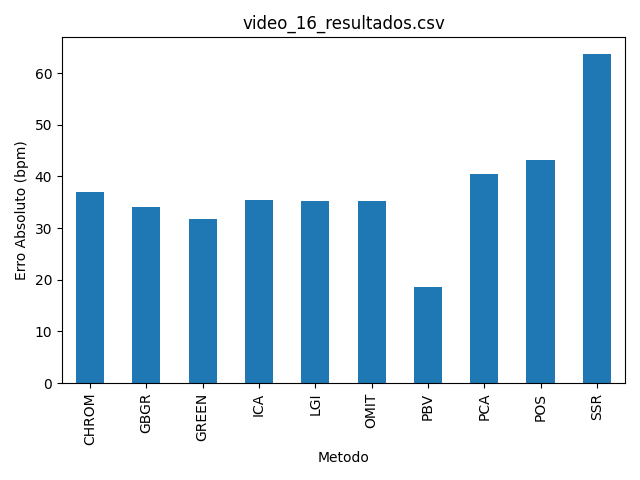 video_16_resultados.csv
Erro Absoluto (bpm)
60
50
40
30
20
10
0
CHROM
GBGR
GREEN
ICA
LGI
OMIT
PBV
PCA
POS
SSR
Metodo